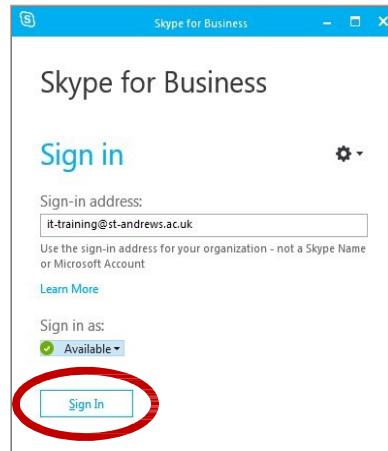 Skype for Business
Skype for Business
Sign in
Sign-in address:
it-training@st-andrews.ac.uk
Use the sign-in address for your organization - not a Skype Name
or Microsoft Account
Learn More
Sign in as:
Available
Sign In